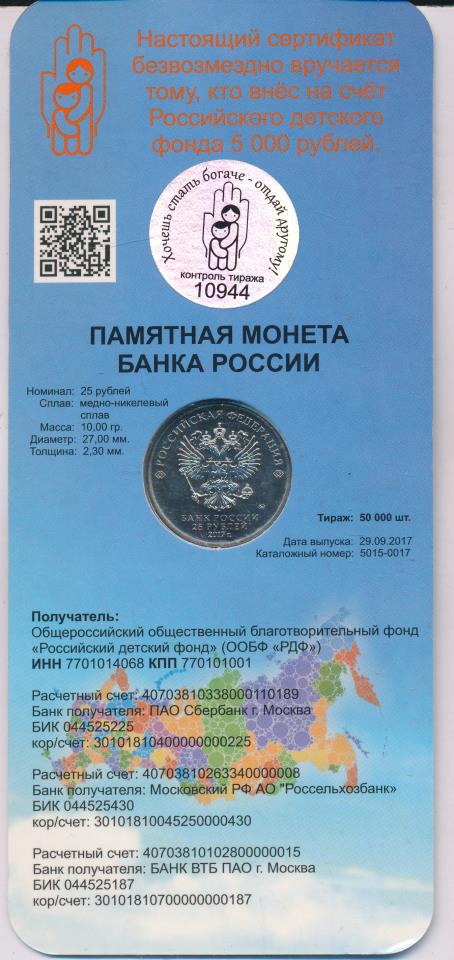 Настоящий сертификат
безвозмездно вручается
тому, кто внёс на счёт
Российского детского
фонда 5 000 рублей.
Хочешь стать богаче - отдай другому!
контроль тиража
10944
ПАМЯТНАЯ МОНЕТА
БАНКА РОССИИ
Номинал: 25 рублей
Сплав: медно-никелевый
сплав
Масса: 10,00 гр.
Диаметр: 27,00 мм.
Толщина: 2,30 мм.
РОССИЙСКАЯ ФЕДЕРАЦИЯ
БАНК РОССИИ
25 РУБЛЕЙ
2017 г.
Тираж: 50 000 шт.
Дата выпуска: 29.09.2017
Каталожный номер: 5015-0017
Получатель:
Общероссийский общественный благотворительный фонд
«Российский детский фонд» (ООБФ «РДФ»)
ИНН 7701014068 КПП 770101001
Расчетный счет: 40703810338000110189
Банк получателя: ПАО Сбербанк г. Москва
БИК 044525225
кор/счет: 30101810400000000225
Расчетный счет: 40703810263340000008
Банк получателя: Московский РФ АО "Россельхозбанк»
БИК 044525430
кор/счет: 30101810045250000430
Расчетный счет: 40703810102800000015
Банк получателя: БАНК ВТБ ПАО г. Москва
БИК 044525187
кор/счет: 30101810700000000187